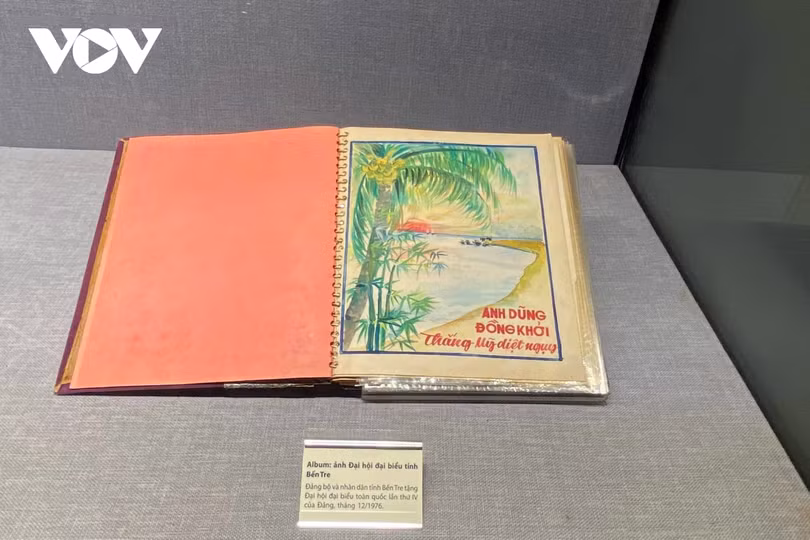 VOV
ANH DŨNG
ĐỒNG KHỞI
Thắng Mỹ diệt ngụy
Album: ảnh Đại hội đại biểu tỉnh
Bến Tre
Đảng bộ và nhân dân tỉnh Bến Tre tặng
Đại hội đại biểu toàn quốc lần thứ IV
của Đảng, tháng 12/1976.